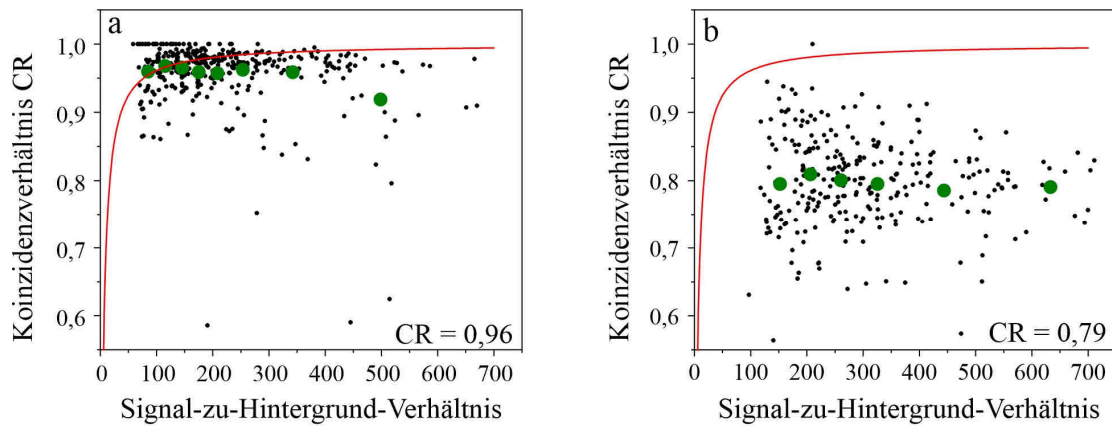 a
Koinzidenzverhältnis CR
1,0
0,9
0,8
0,7
0,6
CR = 0,96
0 100 200 300 400 500 600 700
Signal-zu-Hintergrund-Verhältnis
b
Koinzidenzverhältnis CR
1,0
0,9
0,8
0,7
0,6
CR = 0,79
0 100 200 300 400 500 600 700
Signal-zu-Hintergrund-Verhältnis